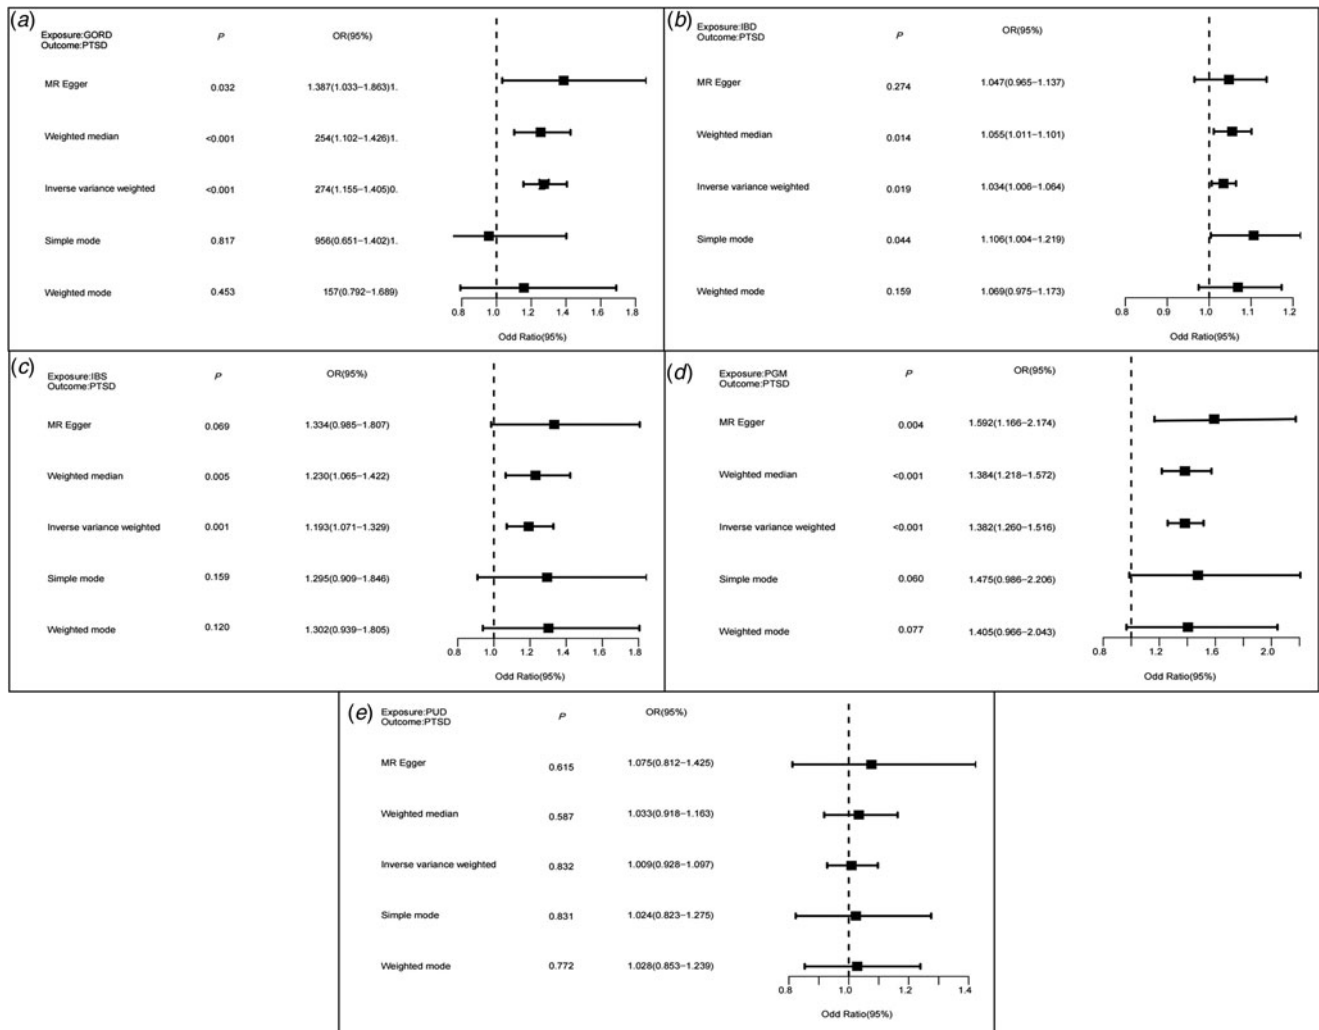 (a)
Exposure:GORD P OR(95%)
Outcome:PTSD
MR Egger 0.032 1.387(1.033−1.863)1.
Weighted median <0.001 254(1.102−1.426)1.
Inverse variance weighted <0.001 274(1.155−1.405)0.
Simple mode 0.817 956(0.651−1.402)1.
Weighted mode 0.453 157(0.792−1.689)
0.8 1.0 1.2 1.4 1.6 1.8
Odd Ratio(95%)
(b)
Exposure:IBD P OR(95%)
Outcome:PTSD
MR Egger 0.274 1.047(0.965−1.137)
Weighted median 0.014 1.055(1.011−1.101)
Inverse variance weighted 0.019 1.034(1.006−1.064)
Simple mode 0.044 1.106(1.004−1.219)
Weighted mode 0.159 1.069(0.975−1.173)
0.8 1.0 1.1 1.2
Odd Ratio(95%)
(c)
Exposure:IBS P OR(95%)
Outcome:PTSD
MR Egger 0.069 1.334(0.985−1.807)
Weighted median 0.005 1.230(1.065−1.422)
Inverse variance weighted 0.001 1.193(1.071−1.329)
Simple mode 0.159 1.295(0.909−1.846)
Weighted mode 0.120 1.302(0.939−1.805)
0.8 1.0 1.2 1.4 1.6 1.8
Odd Ratio(95%)
(d)
Exposure:PGM P OR(95%)
Outcome:PTSD
MR Egger 0.004 1.592(1.166−2.174)
Weighted median <0.001 1.384(1.218−1.572)
Inverse variance weighted <0.001 1.382(1.260−1.516)
Simple mode 0.060 1.475(0.986−2.206)
Weighted mode 0.077 1.405(0.966−2.043)
0.8 1.0 1.2 1.6 2.0
Odd Ratio(95%)
(e)
Exposure:PUD P OR(95%)
Outcome:PTSD
MR Egger 0.615 1.075(0.812−1.425)
Weighted median 0.587 1.033(0.918−1.163)
Inverse variance weighted 0.832 1.009(0.928−1.097)
Simple mode 0.831 1.024(0.823−1.275)
Weighted mode 0.772 1.028(0.853−1.239)
0.8 1.0 1.2 1.4
Odd Ratio(95%)